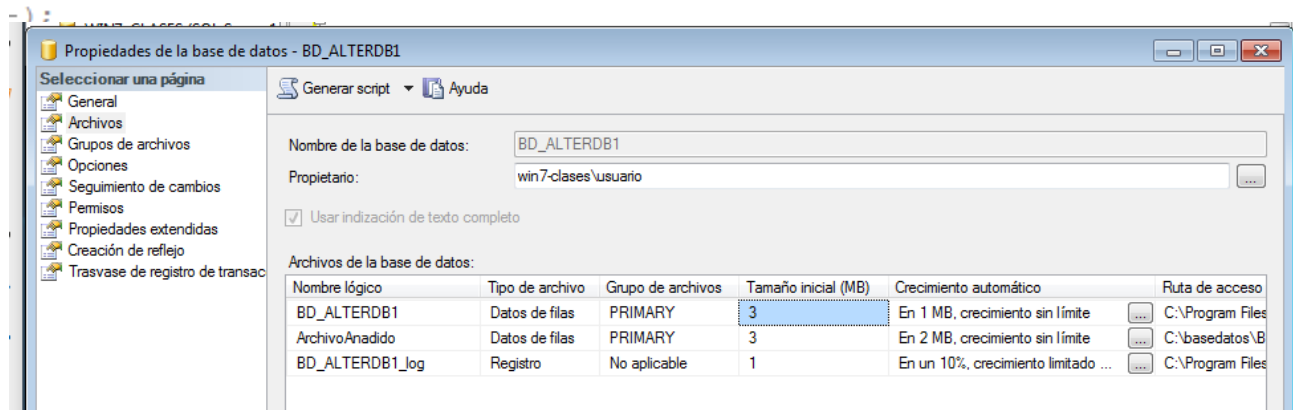 Propiedades de la base de datos - BD_ALTERDB1
Seleccionar una página
General
Archivos
Grupos de archivos
Opciones
Seguimiento de cambios
Permisos
Propiedades extendidas
Creación de reflejo
Trasvase de registro de transac
Generar script Ayuda
Nombre de la base de datos: BD_ALTERDB1
Propietario: win7-clases\usuario ...
Usar indización de texto completo
Archivos de la base de datos:
Nombre lógico Tipo de archivo Grupo de archivos Tamaño inicial (MB) Crecimiento automático Ruta de acceso
BD_ALTERDB1 Datos de filas PRIMARY 3 En 1 MB, crecimiento sin límite ... C:\Program Files
ArchivoAnadido Datos de filas PRIMARY 3 En 2 MB, crecimiento sin límite ... C:\basedatos\B
BD_ALTERDB1_log Registro No aplicable 1 En un 10%, crecimiento limitado ... ... C:\Program Files